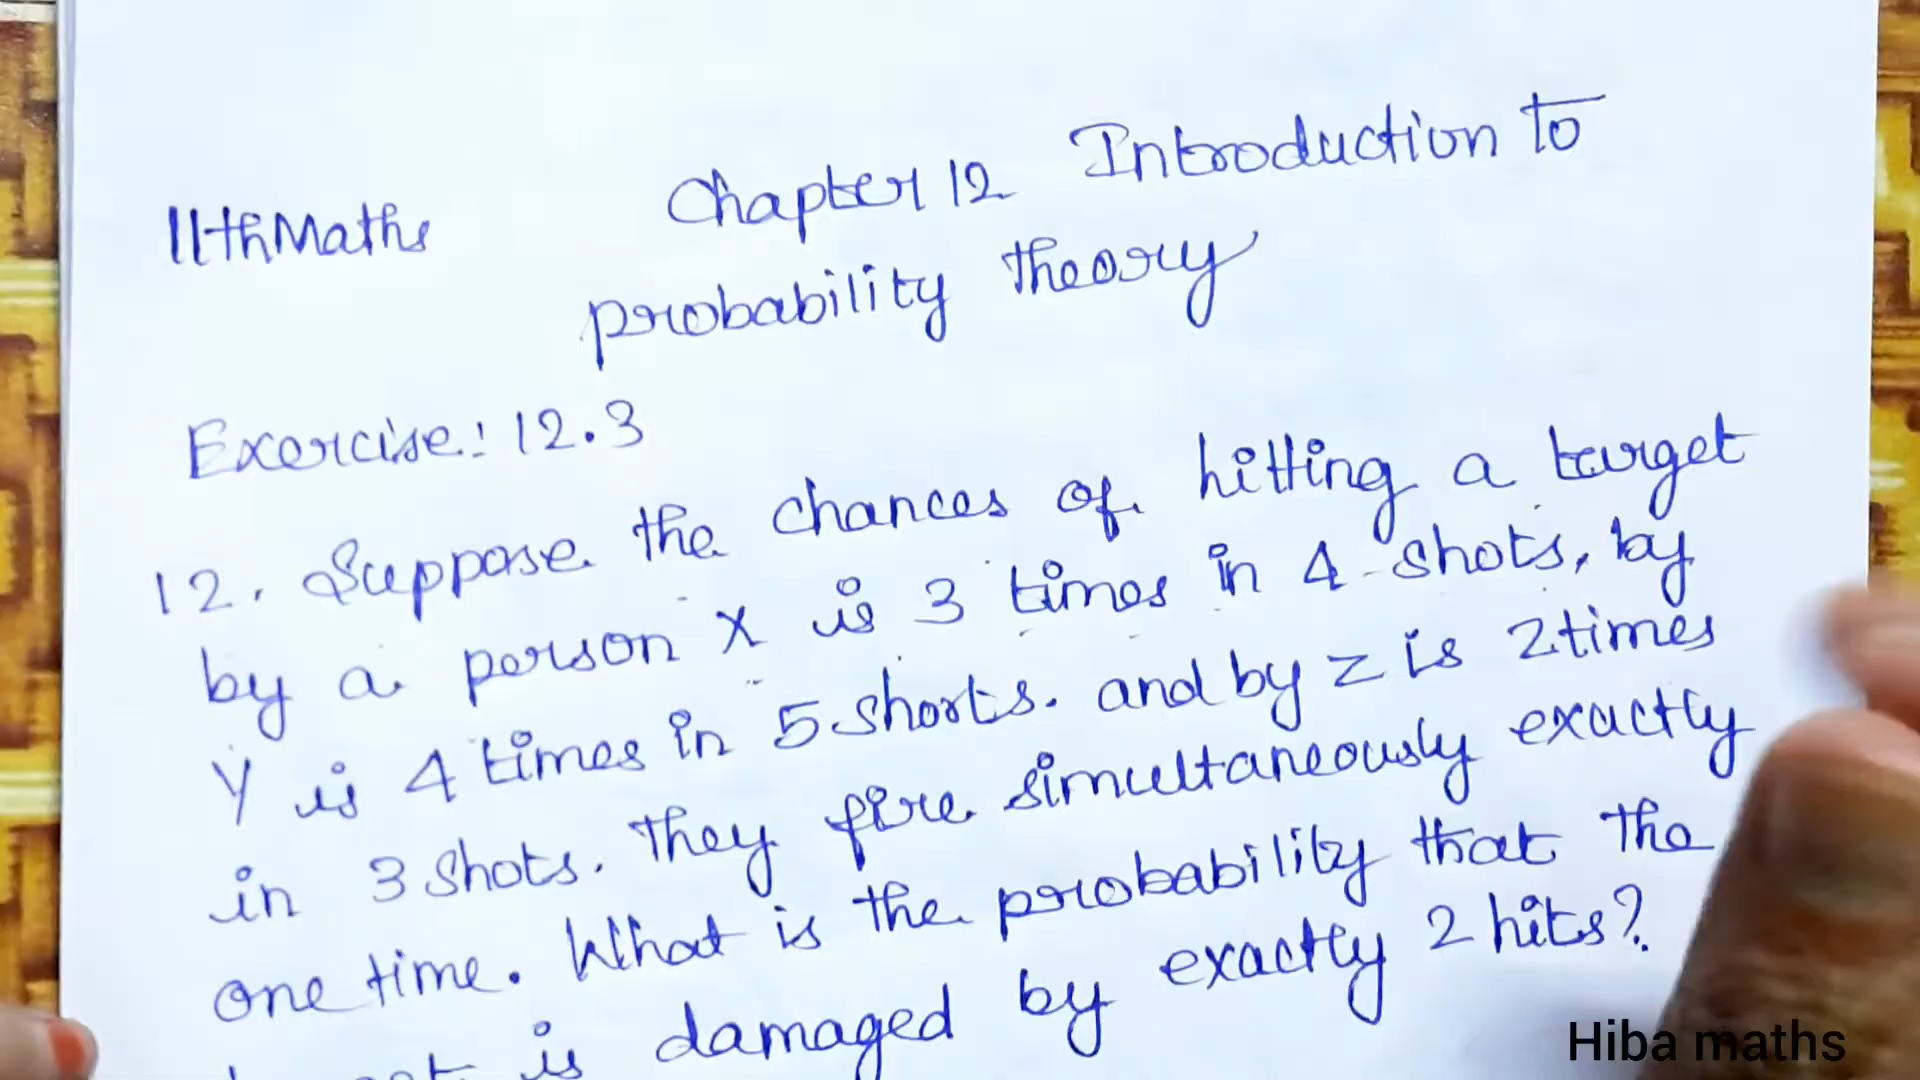 11th Maths
Chapter 12 Introduction to
probability theory
Exercise: 12.3
12. Suppose the chances of hitting a target
by a person X is 3 times in 4 shots, by
Y is 4 times in 5 shorts. and by Z is 2 times
in 3 shots. They fire simultaneously exactly
one time. What is the probability that the
is damaged by exactly 2 hits?
Hiba maths